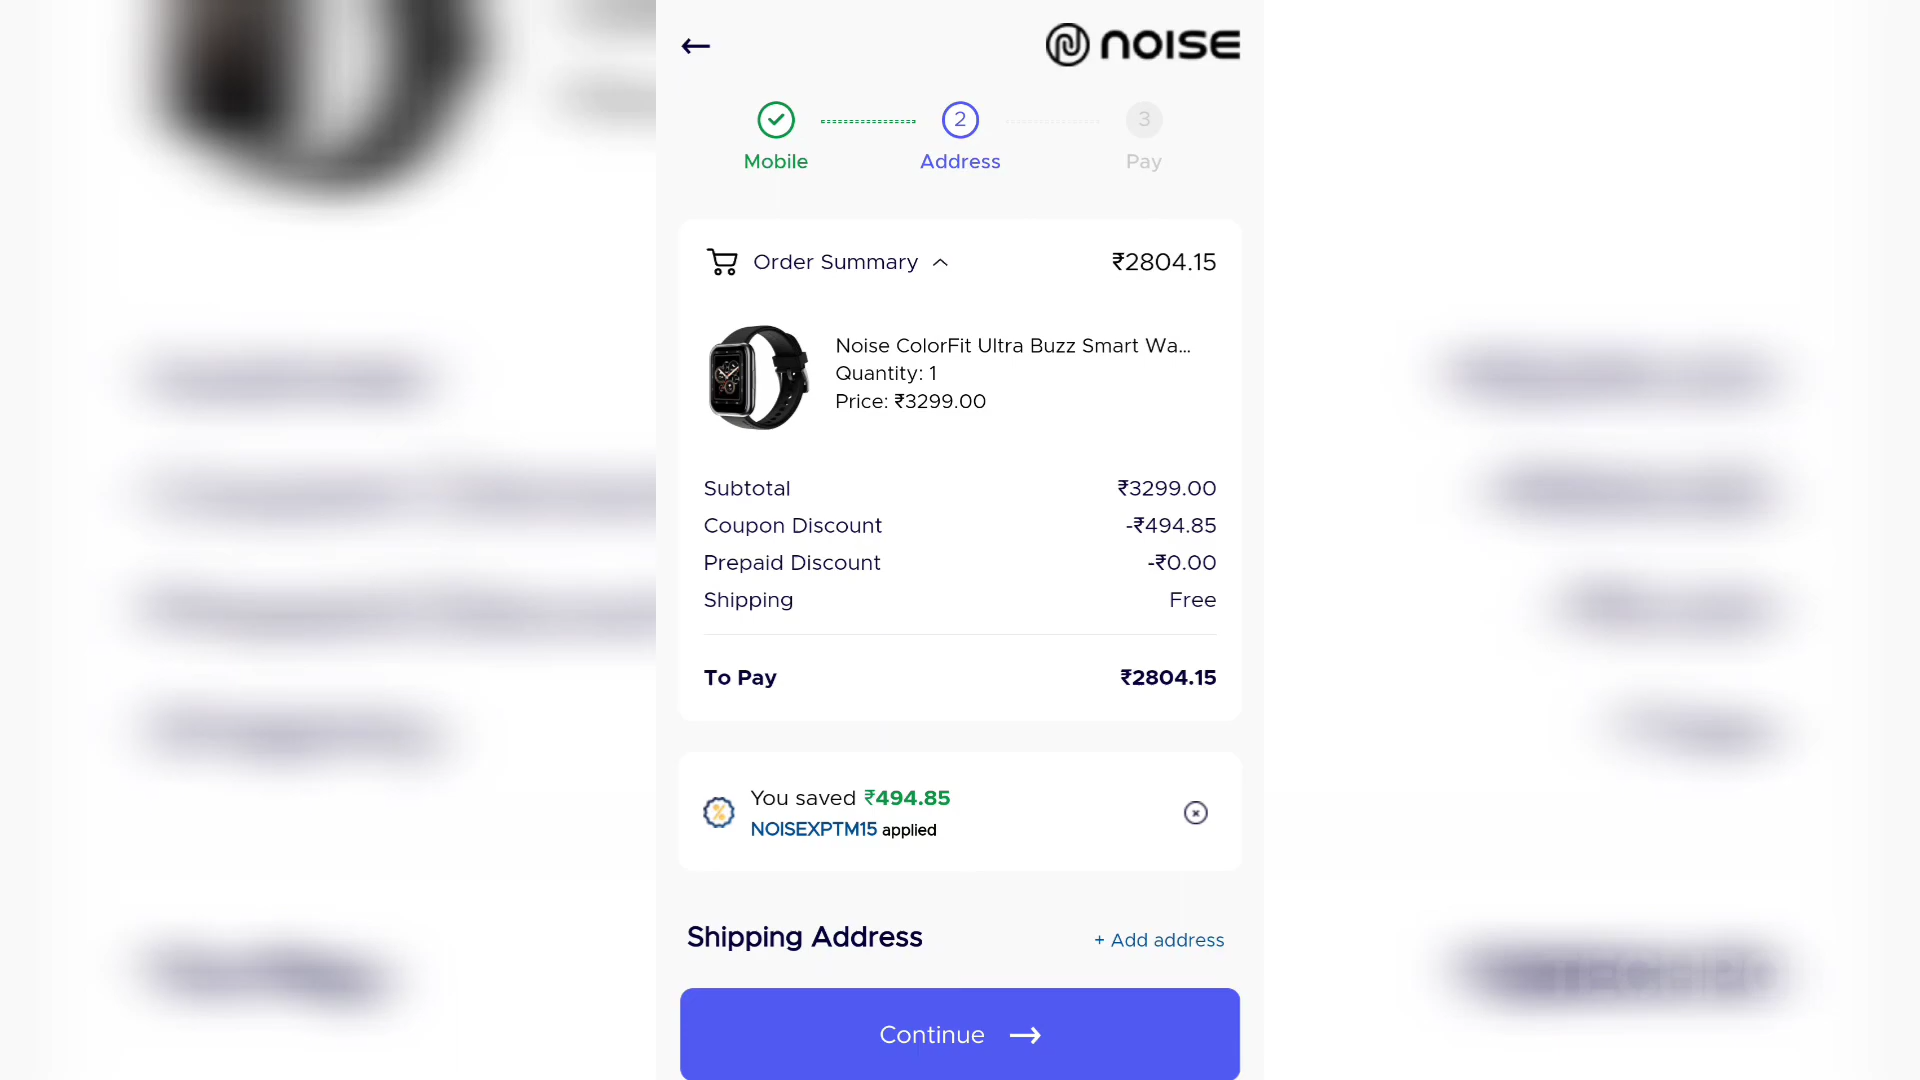 NOISE
2
3
Mobile
Address
Pay
Order Summary
₹2804.15
Noise ColorFit Ultra Buzz Smart Wa...
Quantity: 1
Price: ₹3299.00
Subtotal
₹3299.00
Coupon Discount
-₹494.85
Prepaid Discount
-₹0.00
Shipping
Free
To Pay
₹2804.15
You saved ₹494.85
NOISEXPTM15 applied
Shipping Address
+ Add address
Continue